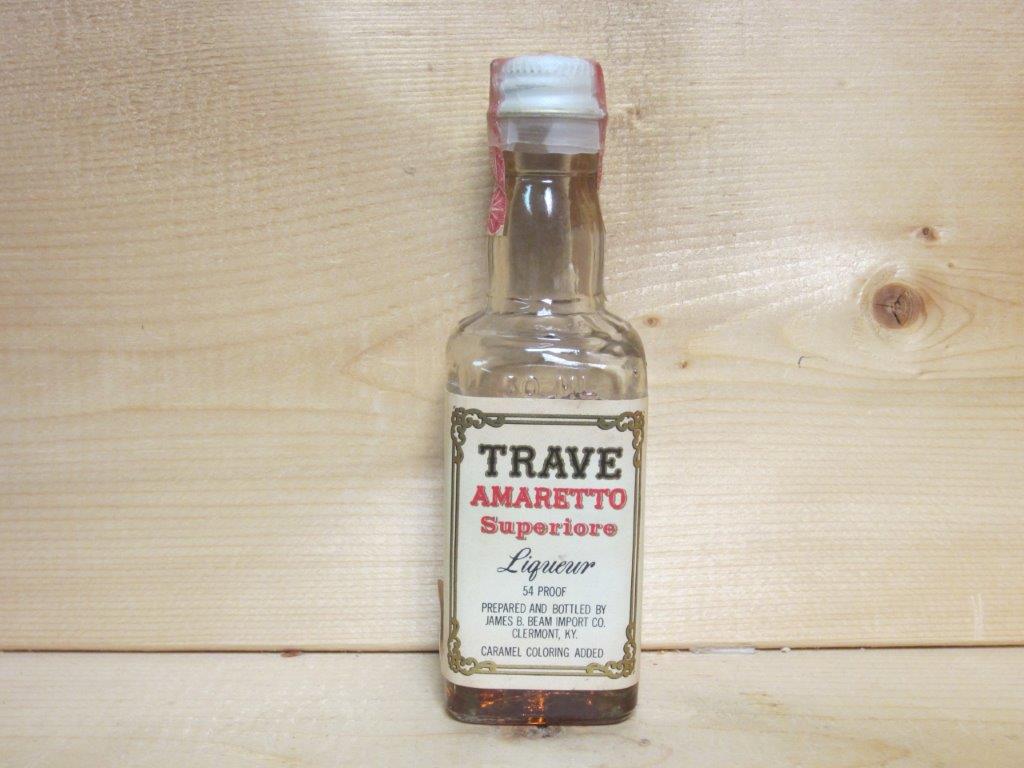 TRAVE
AMARETTO
Superiore
Liqueur
54 PROOF
PREPARED AND BOTTLED BY
JAMES B. BEAM IMPORT CO.
CLERMONT, KY.
CARAMEL COLORING ADDED